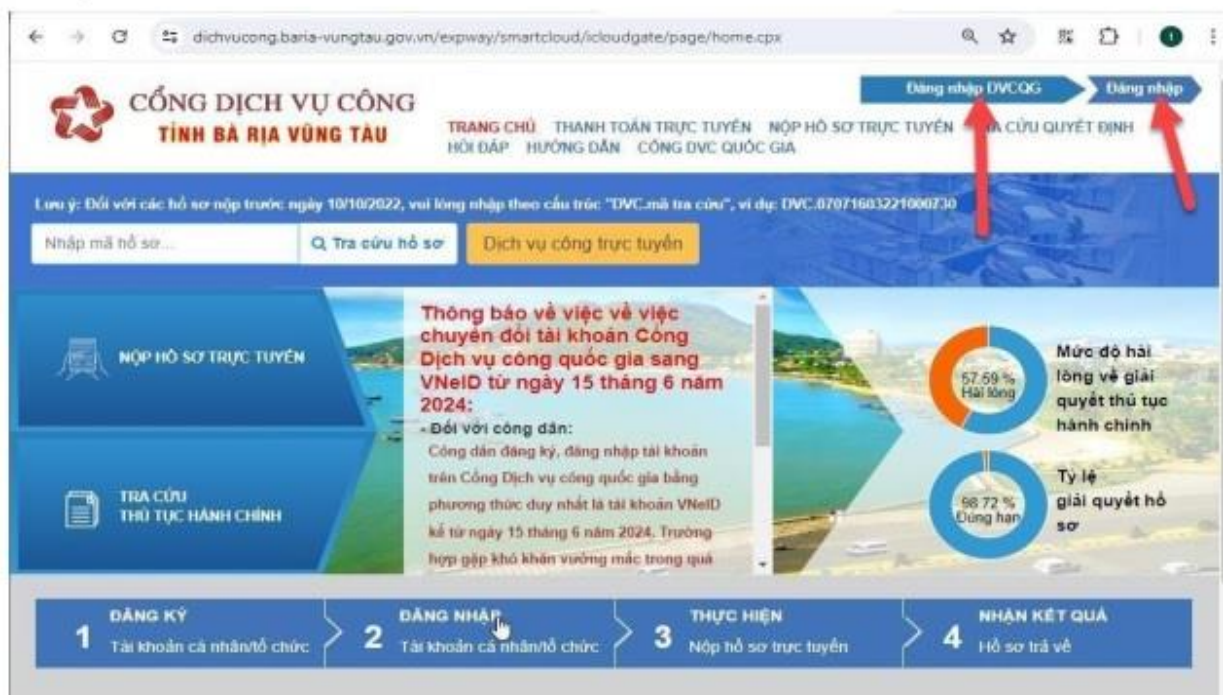 dichvucong.baria-vungtau.gov.vn/expway/smartcloud/icloudgate/page/home.cpx
Đăng nhập DVCQG
Đăng nhập
CỔNG DỊCH VỤ CÔNG
TỈNH BÀ RỊA VŨNG TÀU
TRANG CHỦ THANH TOÁN TRỰC TUYẾN NỘP HỒ SƠ TRỰC TUYẾN CỨU QUYẾT ĐỊNH
HỎI ĐÁP HƯỚNG DẪN CỔNG DVC QUỐC GIA
Lưu ý: Đối với các hồ sơ nộp trước ngày 10/10/2022, vui lòng nhập theo cấu trúc "DVC.mã tra cứu", ví dụ: DVC.07071603221000730
Nhập mã hồ sơ...
Tra cứu hồ sơ
Dịch vụ công trực tuyến
NỘP HỒ SƠ TRỰC TUYẾN
TRA CỨU
THỦ TỤC HÀNH CHÍNH
Thông báo về việc về việc
chuyển đổi tài khoản Cổng
Dịch vụ công quốc gia sang
VNeID từ ngày 15 tháng 6 năm
2024:
- Đối với công dân:
Công dân đăng ký, đăng nhập tài khoản
trên Cổng Dịch vụ công quốc gia bằng
phương thức duy nhất là tài khoản VNeID
kể từ ngày 15 tháng 6 năm 2024. Trường
hợp gặp khó khăn vướng mắc trong quá
57.59 %
Hài lòng
Mức độ hài
lòng về giải
quyết thủ tục
hành chính
98.72 %
Đúng hạn
Tỷ lệ
giải quyết hồ
sơ
1
ĐĂNG KÝ
Tài khoản cá nhân/tổ chức
2
ĐĂNG NHẬP
Tài khoản cá nhân/tổ chức
3
THỰC HIỆN
Nộp hồ sơ trực tuyến
4
NHẬN KẾT QUẢ
Hồ sơ trả về